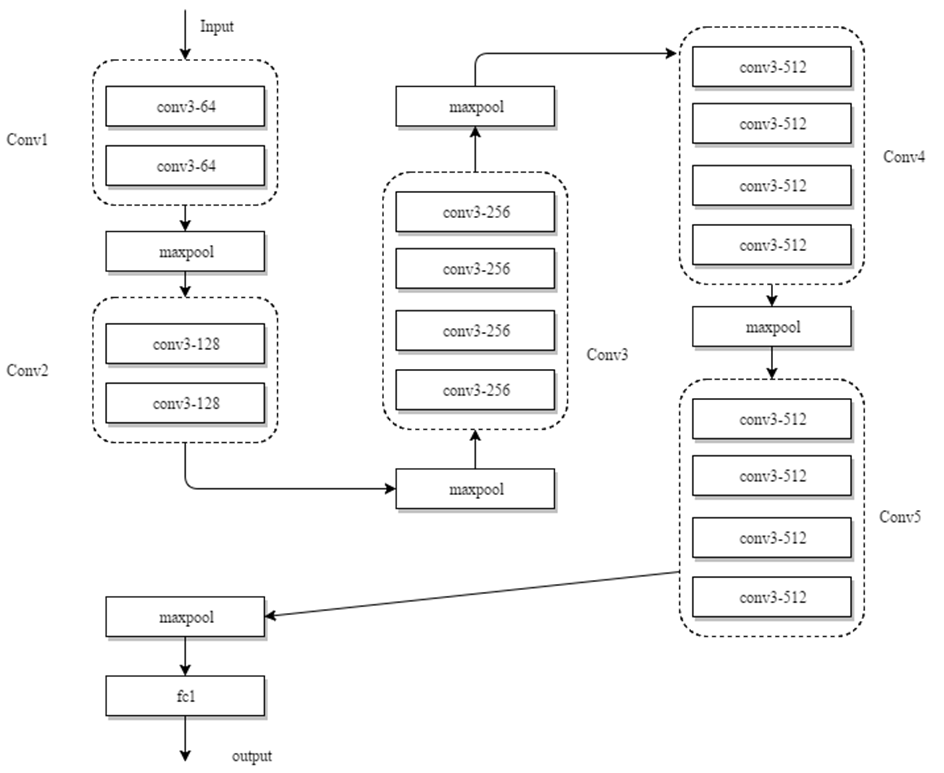 Input
Conv1
conv3-64
conv3-64
maxpool
Conv2
conv3-128
conv3-128
maxpool
Conv3
conv3-256
conv3-256
conv3-256
conv3-256
maxpool
Conv4
conv3-512
conv3-512
conv3-512
conv3-512
maxpool
Conv5
conv3-512
conv3-512
conv3-512
conv3-512
maxpool
fc1
output